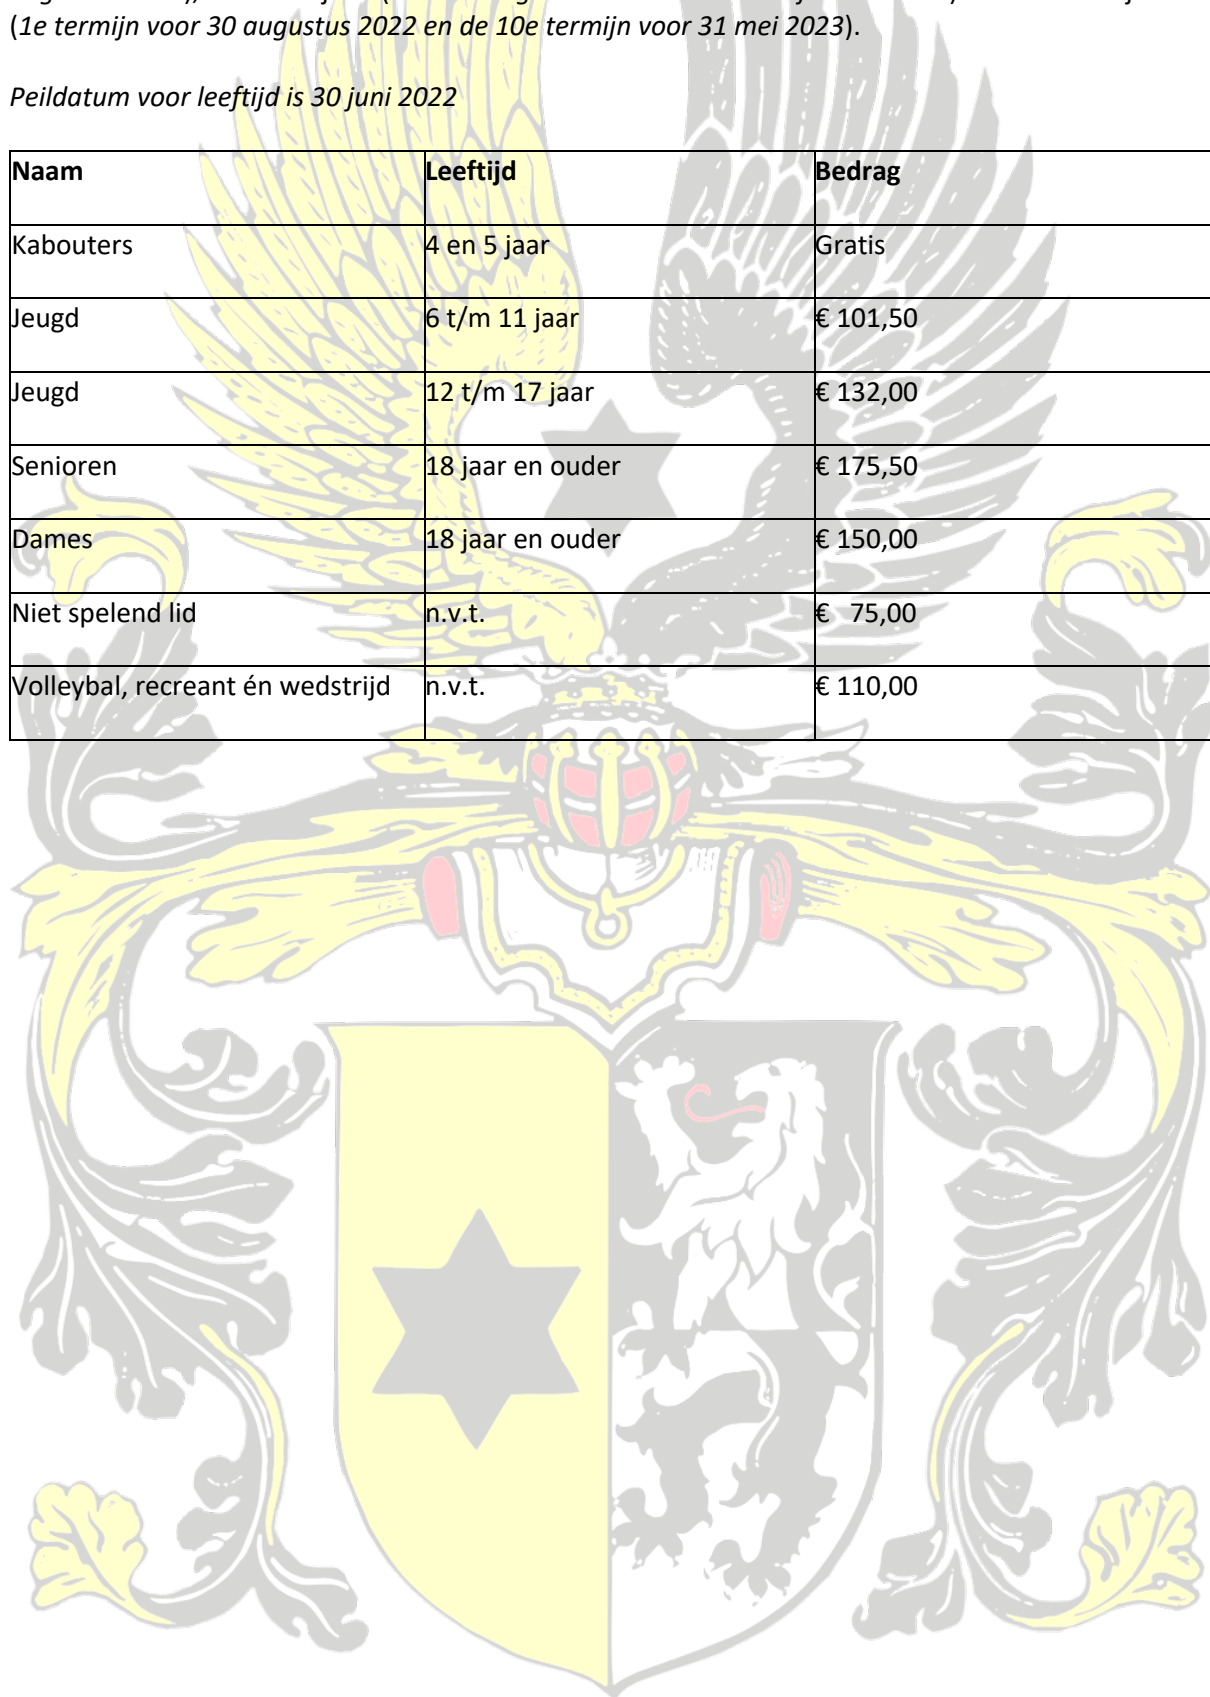 (1e termijn voor 30 augustus 2022 en de 10e termijn voor 31 mei 2023).
Peildatum voor leeftijd is 30 juni 2022
Naam Leeftijd Bedrag
Kabouters 4 en 5 jaar Gratis
Jeugd 6 t/m 11 jaar € 101,50
Jeugd 12 t/m 17 jaar € 132,00
Senioren 18 jaar en ouder € 175,50
Dames 18 jaar en ouder € 150,00
Niet spelend lid n.v.t. € 75,00
Volleybal, recreant én wedstrijd n.v.t. € 110,00